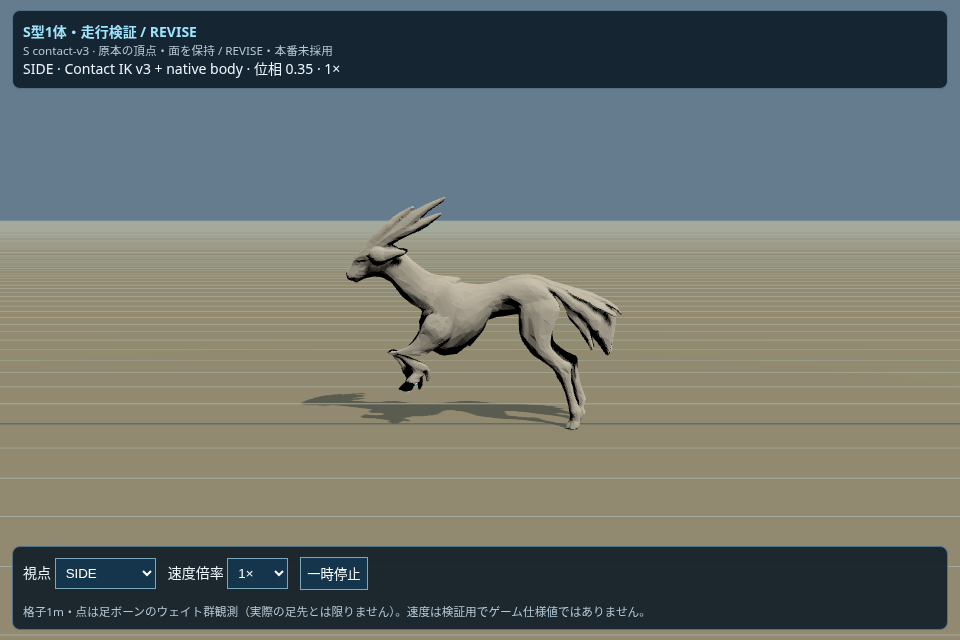 S型1体・走行検証 / REVISE
S contact-v3 · 原本の頂点・面を保持 / REVISE・本番未採用
SIDE · Contact IK v3 + native body · 位相 0.35 · 1×
視点 SIDE 速度倍率 1× 一時停止
格子1m・点は足ボーンのウェイト群観測（実際の足先とは限りません）。速度は検証用でゲーム仕様値ではありません。